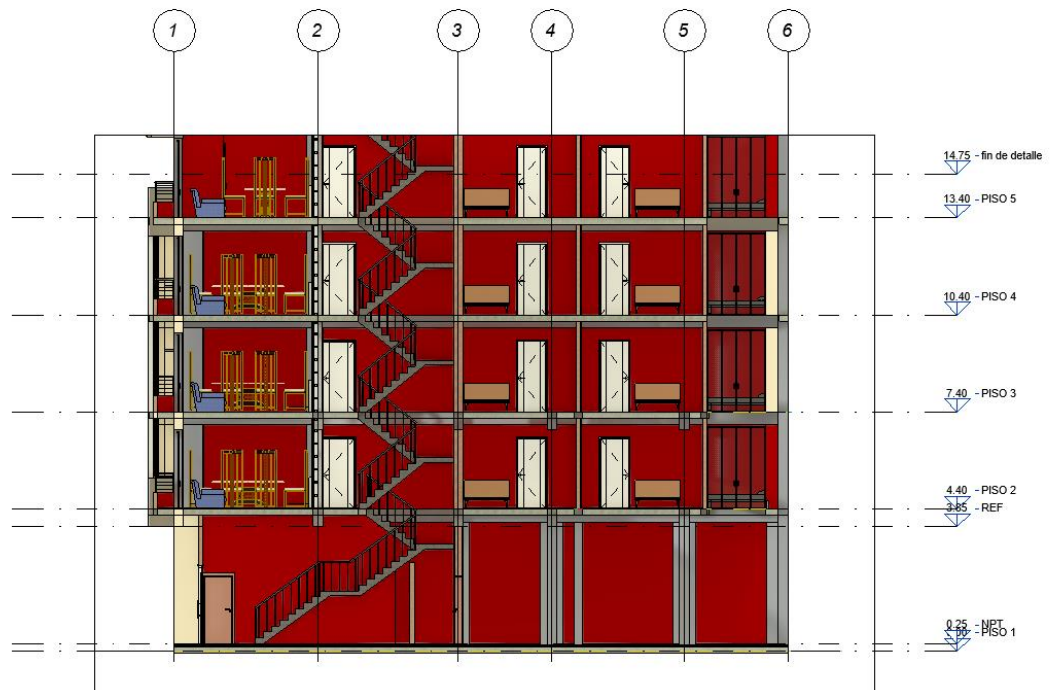 1 2 3 4 5 6
14.75 - fin de detalle
13.40 - PISO 5
10.40 - PISO 4
7.40 - PISO 3
4.40 - PISO 2
3.85 - REF
0.25 - NPT
PISO 1